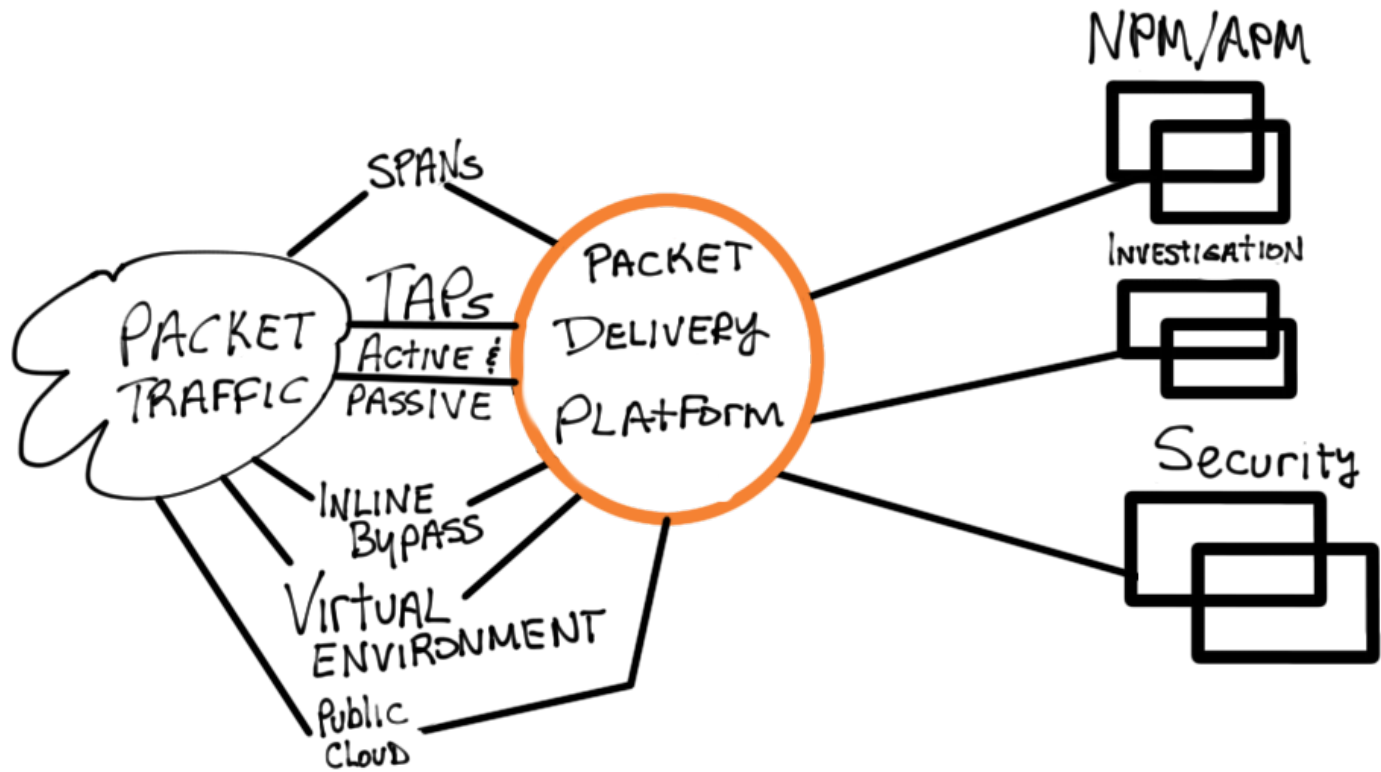 NPM/APM
SPANs
PACKET
TRAFFIC
TAPs
ACTIVE &
PASSIVE
PACKET
DELIVERY
PLATFORM
INVESTIGATION
Security
INLINE
BYPASS
VIRTUAL
ENVIRONMENT
Public
CLOUD